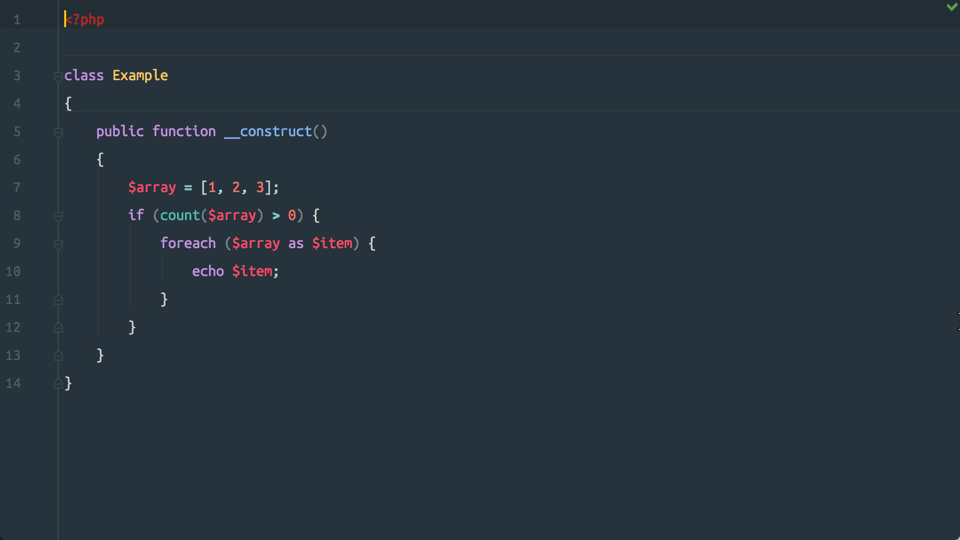 1 <?php
2
3 class Example
4 {
5     public function __construct()
6     {
7         $array = [1, 2, 3];
8         if (count($array) > 0) {
9             foreach ($array as $item) {
10                 echo $item;
11             }
12         }
13     }
14 }